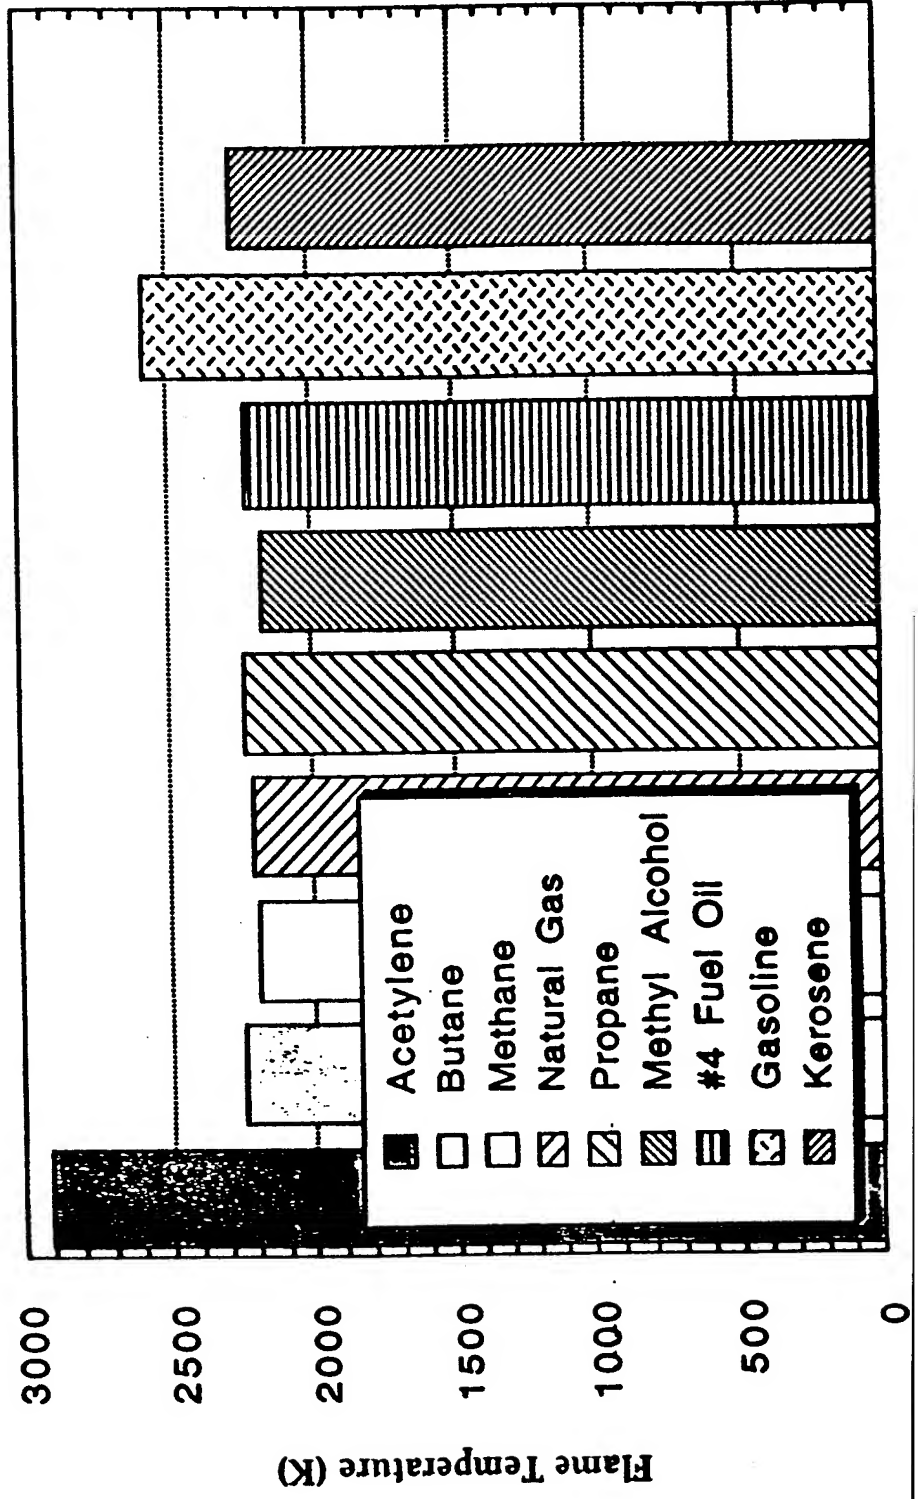 Flame Temperature (K)
3000
2500
2000
1500
1000
500
0
Acetylene
Butane
Methane
Natural Gas
Propane
Methyl Alcohol
#4 Fuel Oil
Gasoline
Kerosene